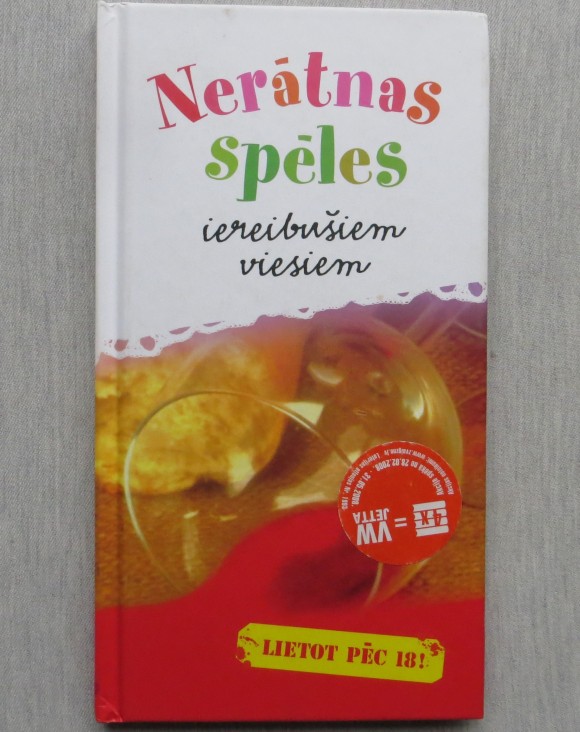 Nerātnas
spēles
iereibušiem
viesiem
VW
JETTA
=
LIETOT PĒC 18!